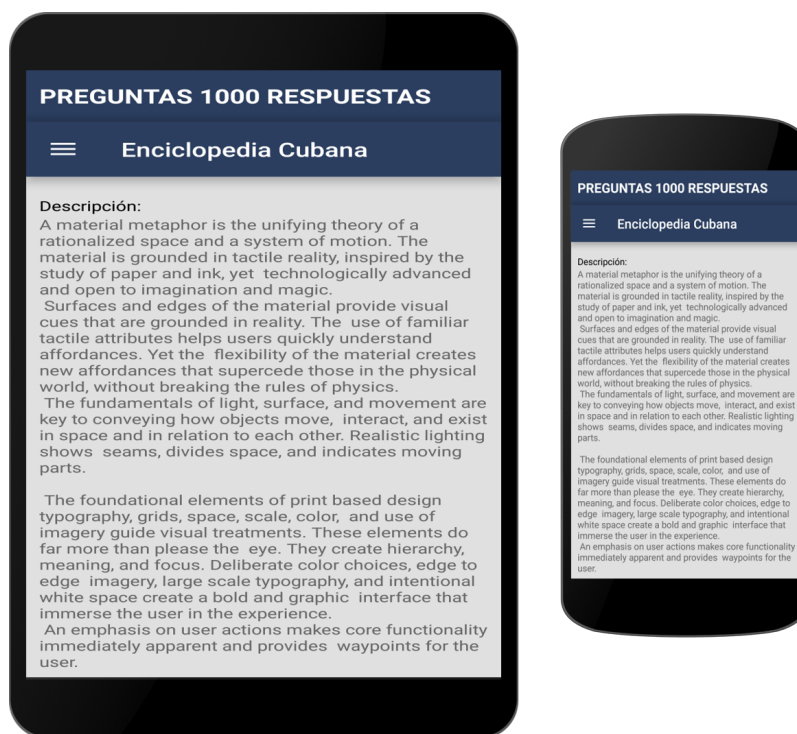 PREGUNTAS 1000 RESPUESTAS
Enciclopedia Cubana
Descripción:
A material metaphor is the unifying theory of a
rationalized space and a system of motion. The
material is grounded in tactile reality, inspired by the
study of paper and ink, yet  technologically advanced
and open to imagination and magic.
Surfaces and edges of the material provide visual
cues that are grounded in reality. The  use of familiar
tactile attributes helps users quickly understand
affordances. Yet the  flexibility of the material creates
new affordances that supercede those in the physical
world, without breaking the rules of physics.
The fundamentals of light, surface, and movement are
key to conveying how objects move,  interact, and exist
in space and in relation to each other. Realistic lighting
shows  seams, divides space, and indicates moving
parts.
The foundational elements of print based design
typography, grids, space, scale, color,  and use of
imagery guide visual treatments. These elements do
far more than please the  eye. They create hierarchy,
meaning, and focus. Deliberate color choices, edge to
edge  imagery, large scale typography, and intentional
white space create a bold and graphic  interface that
immerse the user in the experience.
An emphasis on user actions makes core functionality
immediately apparent and provides  waypoints for the
user.
PREGUNTAS 1000 RESPUESTAS
Enciclopedia Cubana
Descripción:
A material metaphor is the unifying theory of a
rationalized space and a system of motion. The
material is grounded in tactile reality, inspired by the
study of paper and ink, yet  technologically advanced
and open to imagination and magic.
Surfaces and edges of the material provide visual
cues that are grounded in reality. The  use of familiar
tactile attributes helps users quickly understand
affordances. Yet the  flexibility of the material creates
new affordances that supercede those in the physical
world, without breaking the rules of physics.
The fundamentals of light, surface, and movement are
key to conveying how objects move,  interact, and exist
in space and in relation to each other. Realistic lighting
shows  seams, divides space, and indicates moving
parts.
The foundational elements of print based design
typography, grids, space, scale, color,  and use of
imagery guide visual treatments. These elements do
far more than please the  eye. They create hierarchy,
meaning, and focus. Deliberate color choices, edge to
edge  imagery, large scale typography, and intentional
white space create a bold and graphic  interface that
immerse the user in the experience.
An emphasis on user actions makes core functionality
immediately apparent and provides  waypoints for the
user.